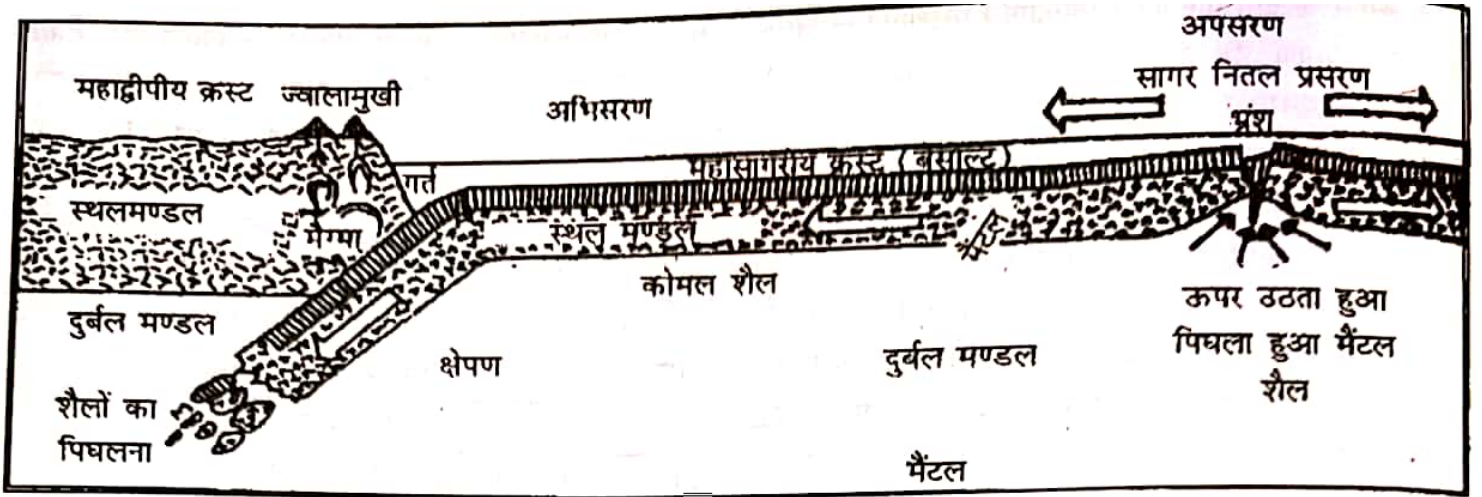 अपसरण
सागर नितल प्रसरण
महाद्वीपीय क्रस्ट ज्वालामुखी
अभिसरण
भ्रंश
महासागरीय क्रस्ट (बेसाल्ट)
गर्त
स्थलमण्डल
मैग्मा
स्थल मण्डल
कोमल शैल
दुर्बल मण्डल
ऊपर उठता हुआ
पिघला हुआ मैंटल
शैल
क्षेपण
दुर्बल मण्डल
शैलों का
पिघलना
मैंटल